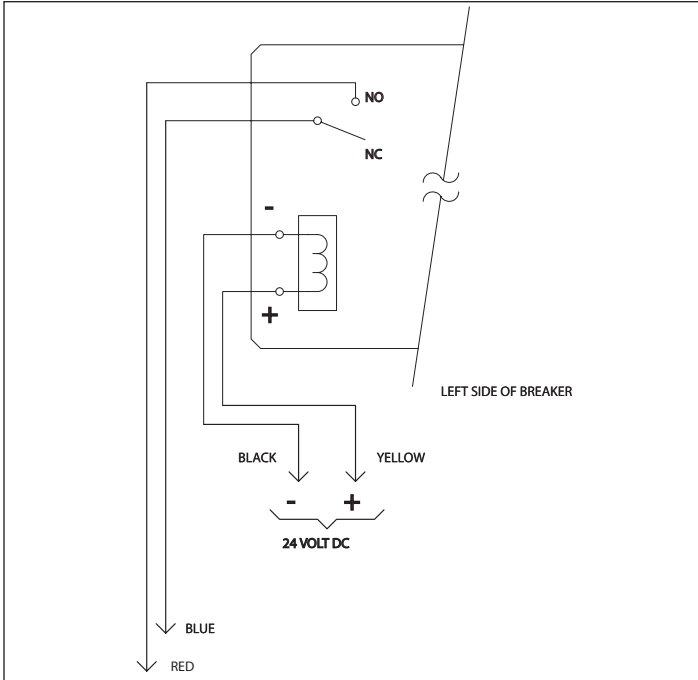 NO
NC
-
+
LEFT SIDE OF BREAKER
BLACK
YELLOW
- +
24 VOLT DC
BLUE
RED